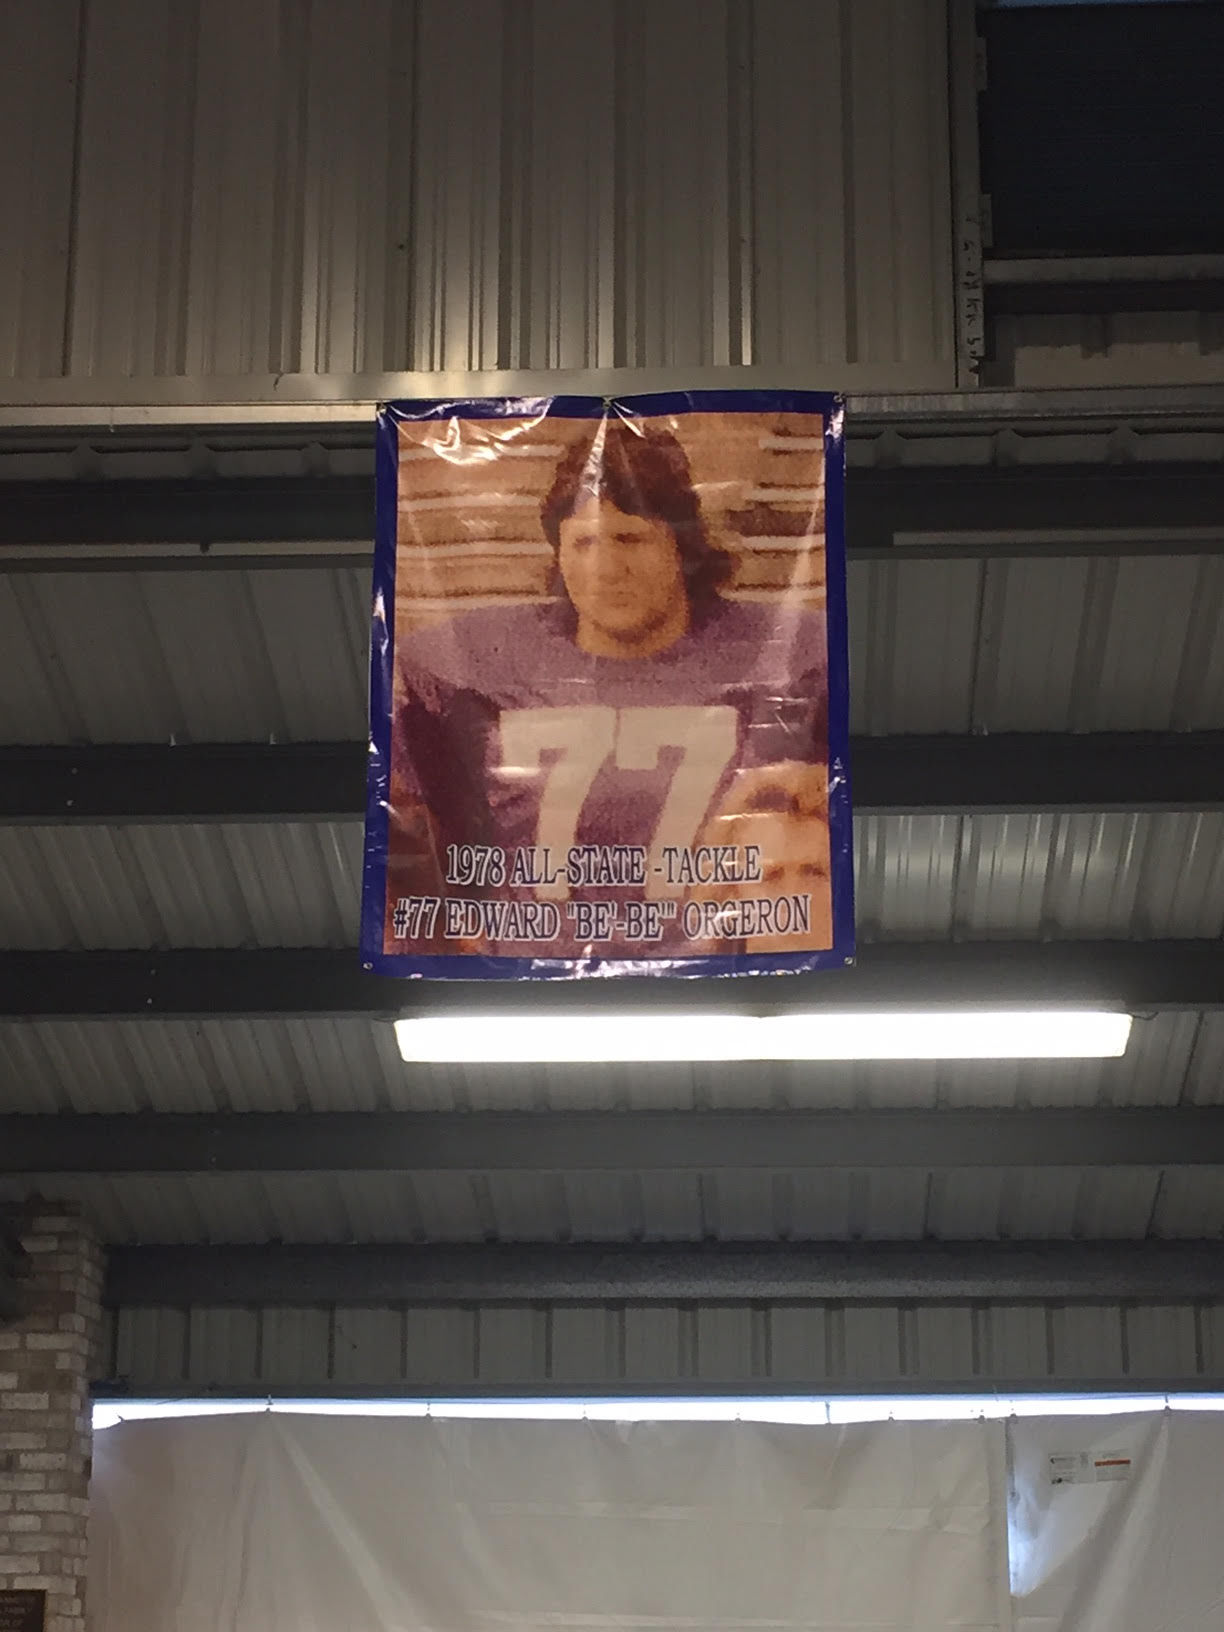 77
1978 ALL-STATE -TACKLE
#77 EDWARD "BE'-BE'" ORGERON